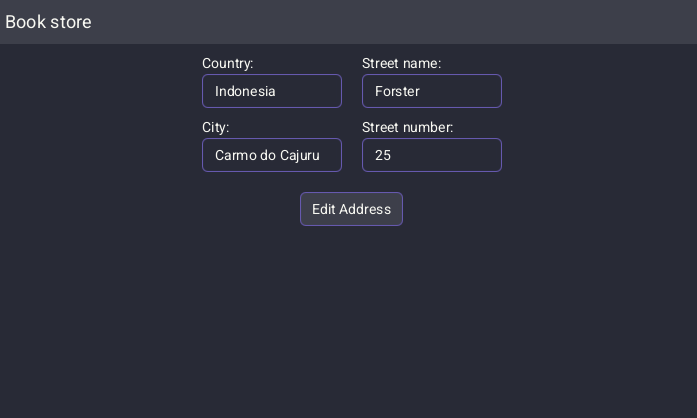 Book store
Country:
Indonesia
Street name:
Forster
City:
Carmo do Cajuru
Street number:
25
Edit Address